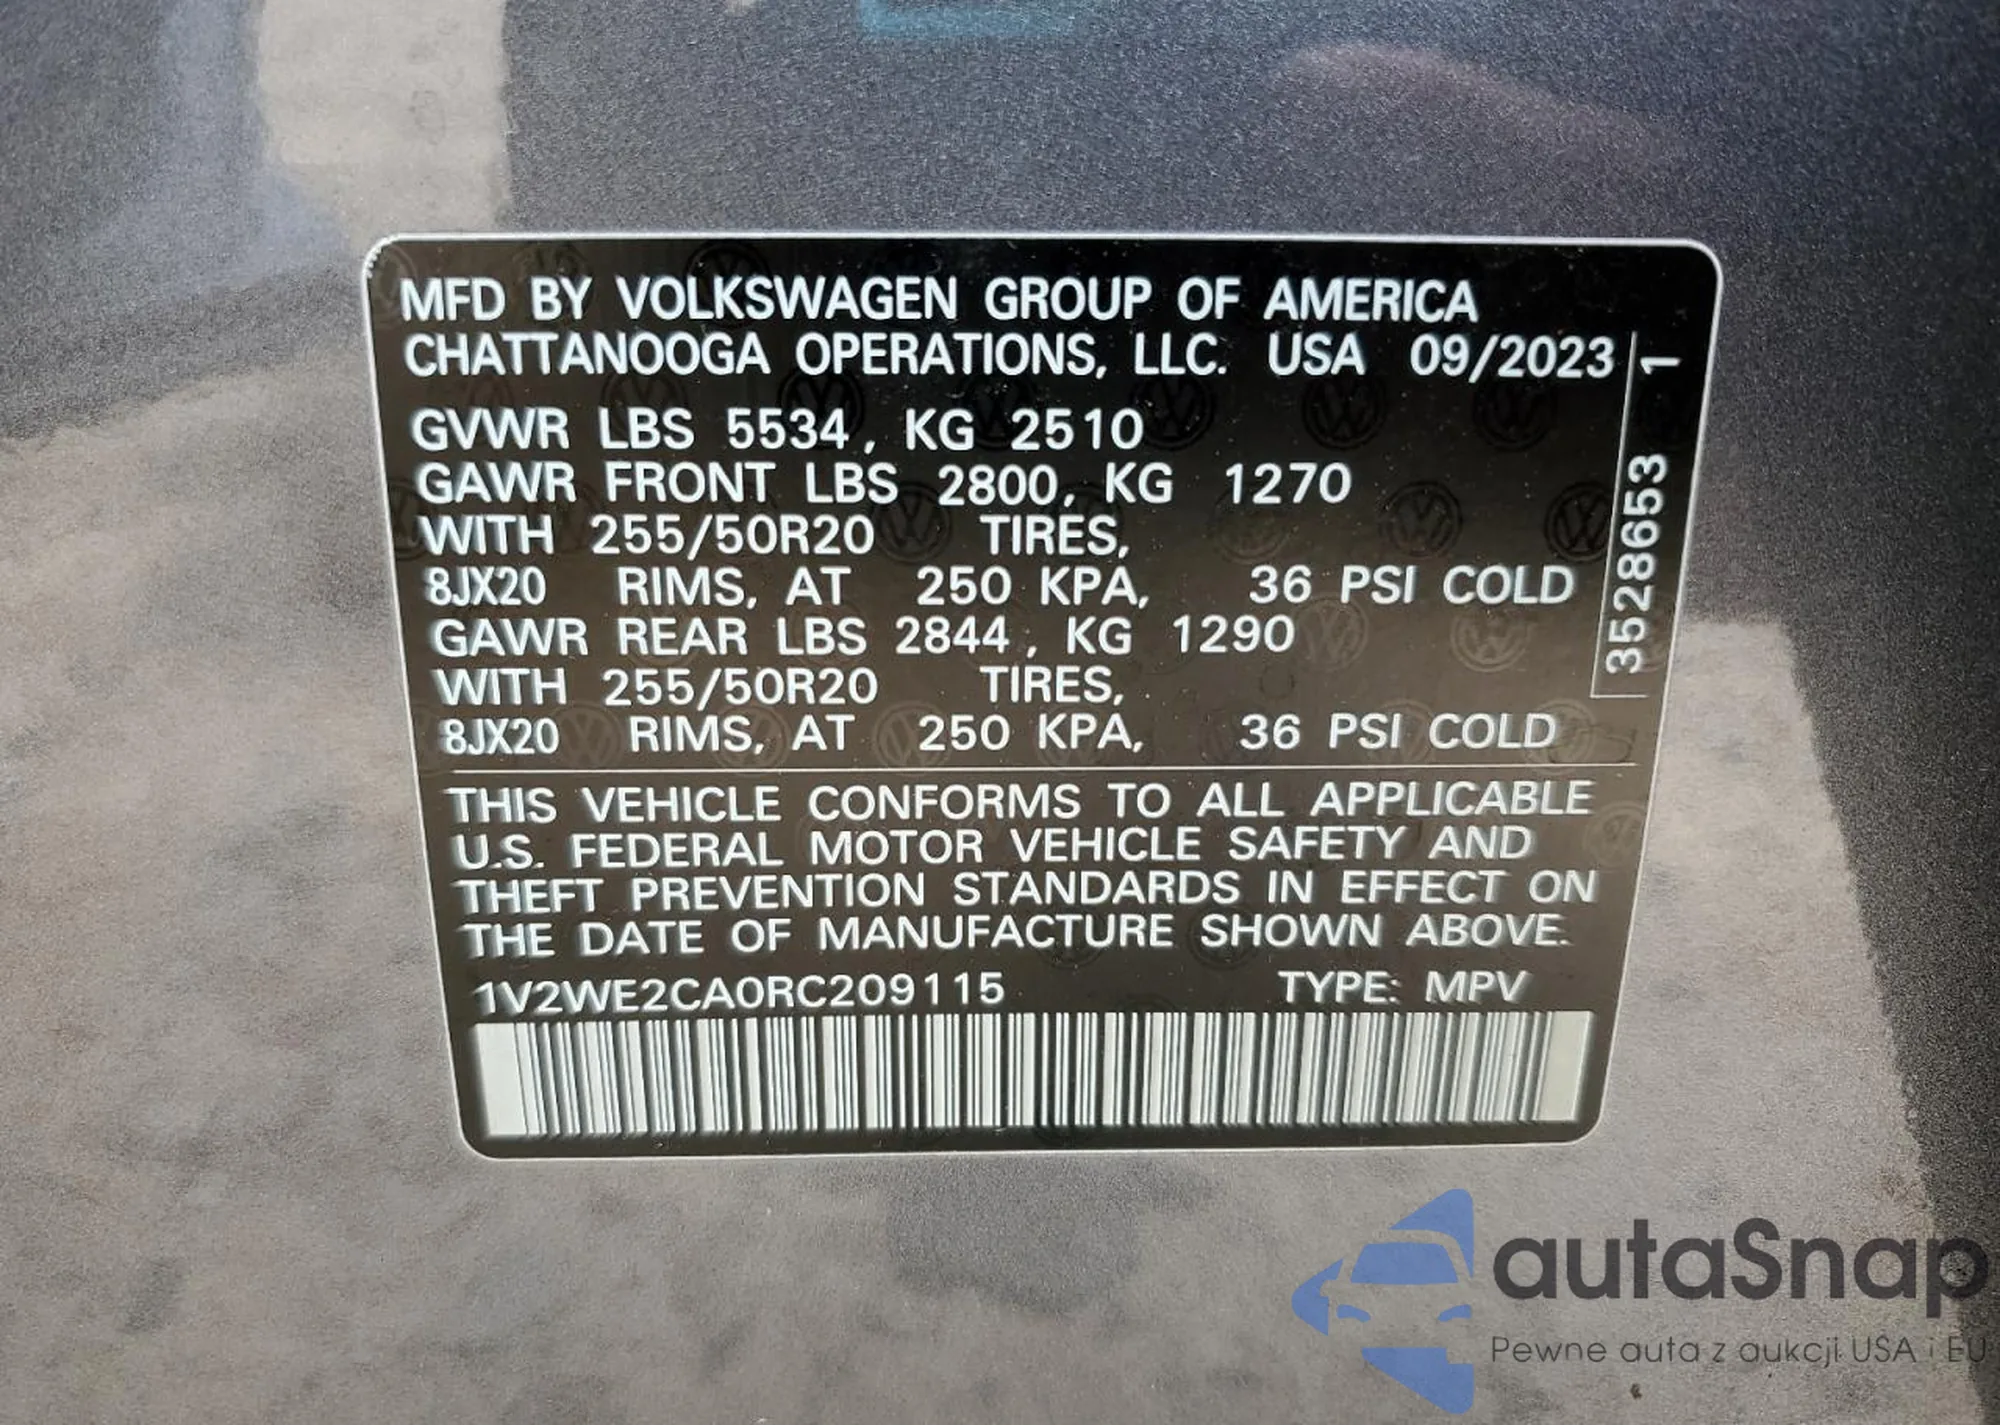 MFD BY VOLKSWAGEN GROUP OF AMERICA
CHATTANOOGA OPERATIONS, LLC. USA 09/2023
GVWR LBS 5534, KG 2510
GAWR FRONT LBS 2800, KG 1270
WITH 255/50R20 TIRES,
8JX20 RIMS, AT 250 KPA, 36 PSI COLD
GAWR REAR LBS 2844, KG 1290
WITH 255/50R20 TIRES,
8JX20 RIMS, AT 250 KPA, 36 PSI COLD
3528653 1
THIS VEHICLE CONFORMS TO ALL APPLICABLE
U.S. FEDERAL MOTOR VEHICLE SAFETY AND
THEFT PREVENTION STANDARDS IN EFFECT ON
THE DATE OF MANUFACTURE SHOWN ABOVE.
1V2WE2CA0RC209115 TYPE: MPV
autaSnap
Pewne auta z aukcji USA i EU